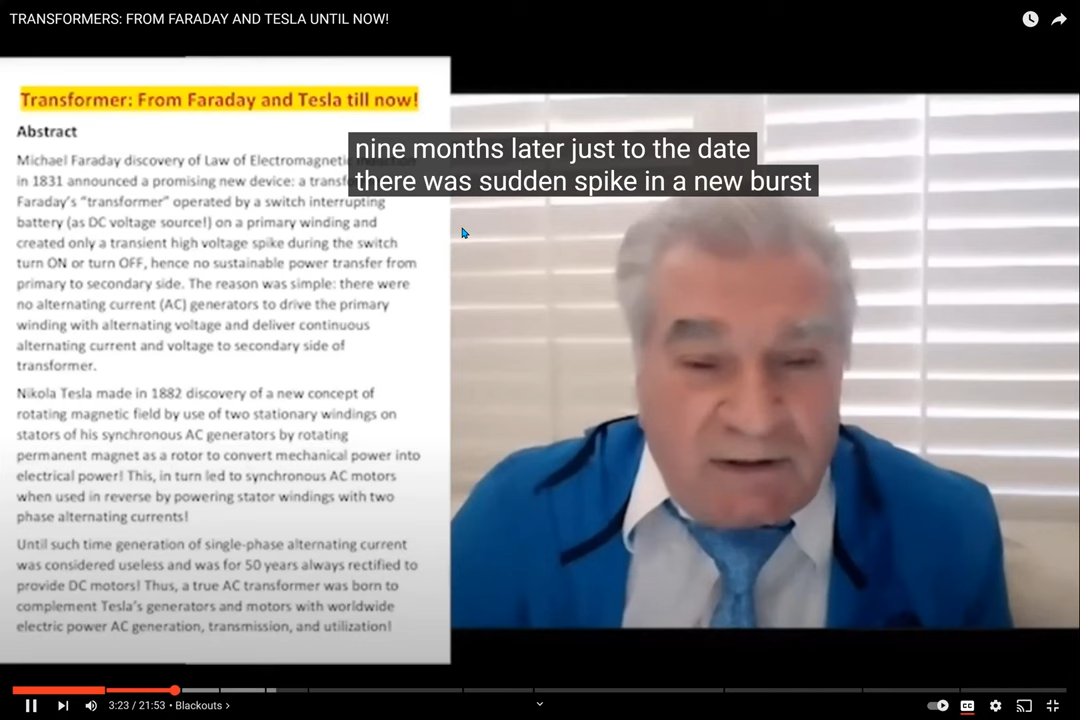 TRANSFORMERS: FROM FARADAY AND TESLA UNTIL NOW!
Transformer: From Faraday and Tesla till now!
Abstract
Michael Faraday discovery of Law of Electromagnetic
in 1831 announced a promising new device: a
Faraday's "transformer" operated by a switch interrupting
battery (as DC voltage source!) on a primary winding and
created only a transient high voltage spike during the switch
turn ON or turn OFF, hence no sustainable power transfer from
primary to secondary side. The reason was simple: there were
no alternating current (AC) generators to drive the primary
winding with alternating voltage and deliver continuous
alternating current and voltage to secondary side of
transformer.
Nikola Tesla made in 1882 discovery of a new concept of
rotating magnetic field by use of two stationary windings on
stators of his synchronous AC generators by rotating
permanent magnet as a rotor to convert mechanical power into
electrical power! This, in turn led to synchronous AC motors
when used in reverse by powering stator windings with two
phase alternating currents!
Until such time generation of single-phase alternating current
was considered useless and was for 50 years always rectified to
provide DC motors! Thus, a true AC transformer was born to
complement Tesla's generators and motors with worldwide
electric power AC generation, transmission, and utilization!
nine months later just to the date
there was sudden spike in a new burst
3:23 / 21:53 • Blackouts >
CC